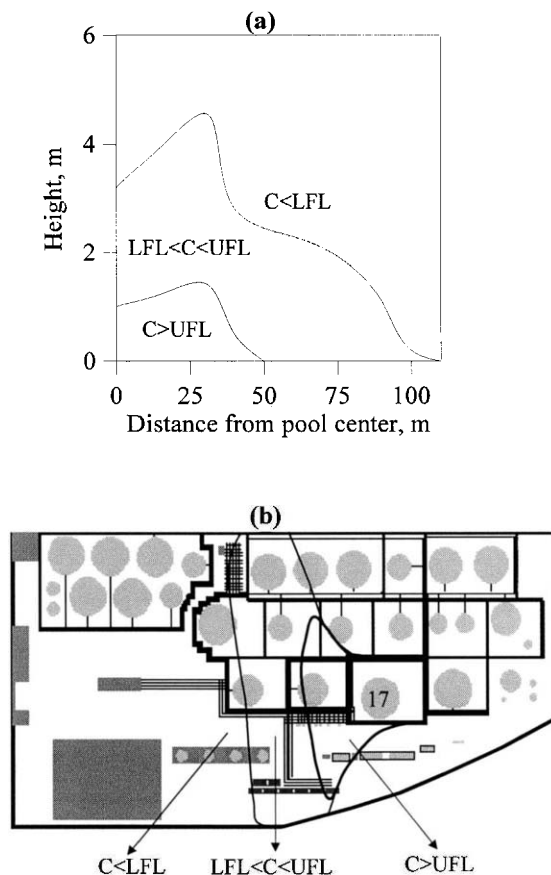 (a)
6
4
2
0
Height, m
C<LFL
LFL<C<UFL
C>UFL
0 25 50 75 100
Distance from pool center, m
(b)
17
C<LFL LFL<C<UFL C>UFL